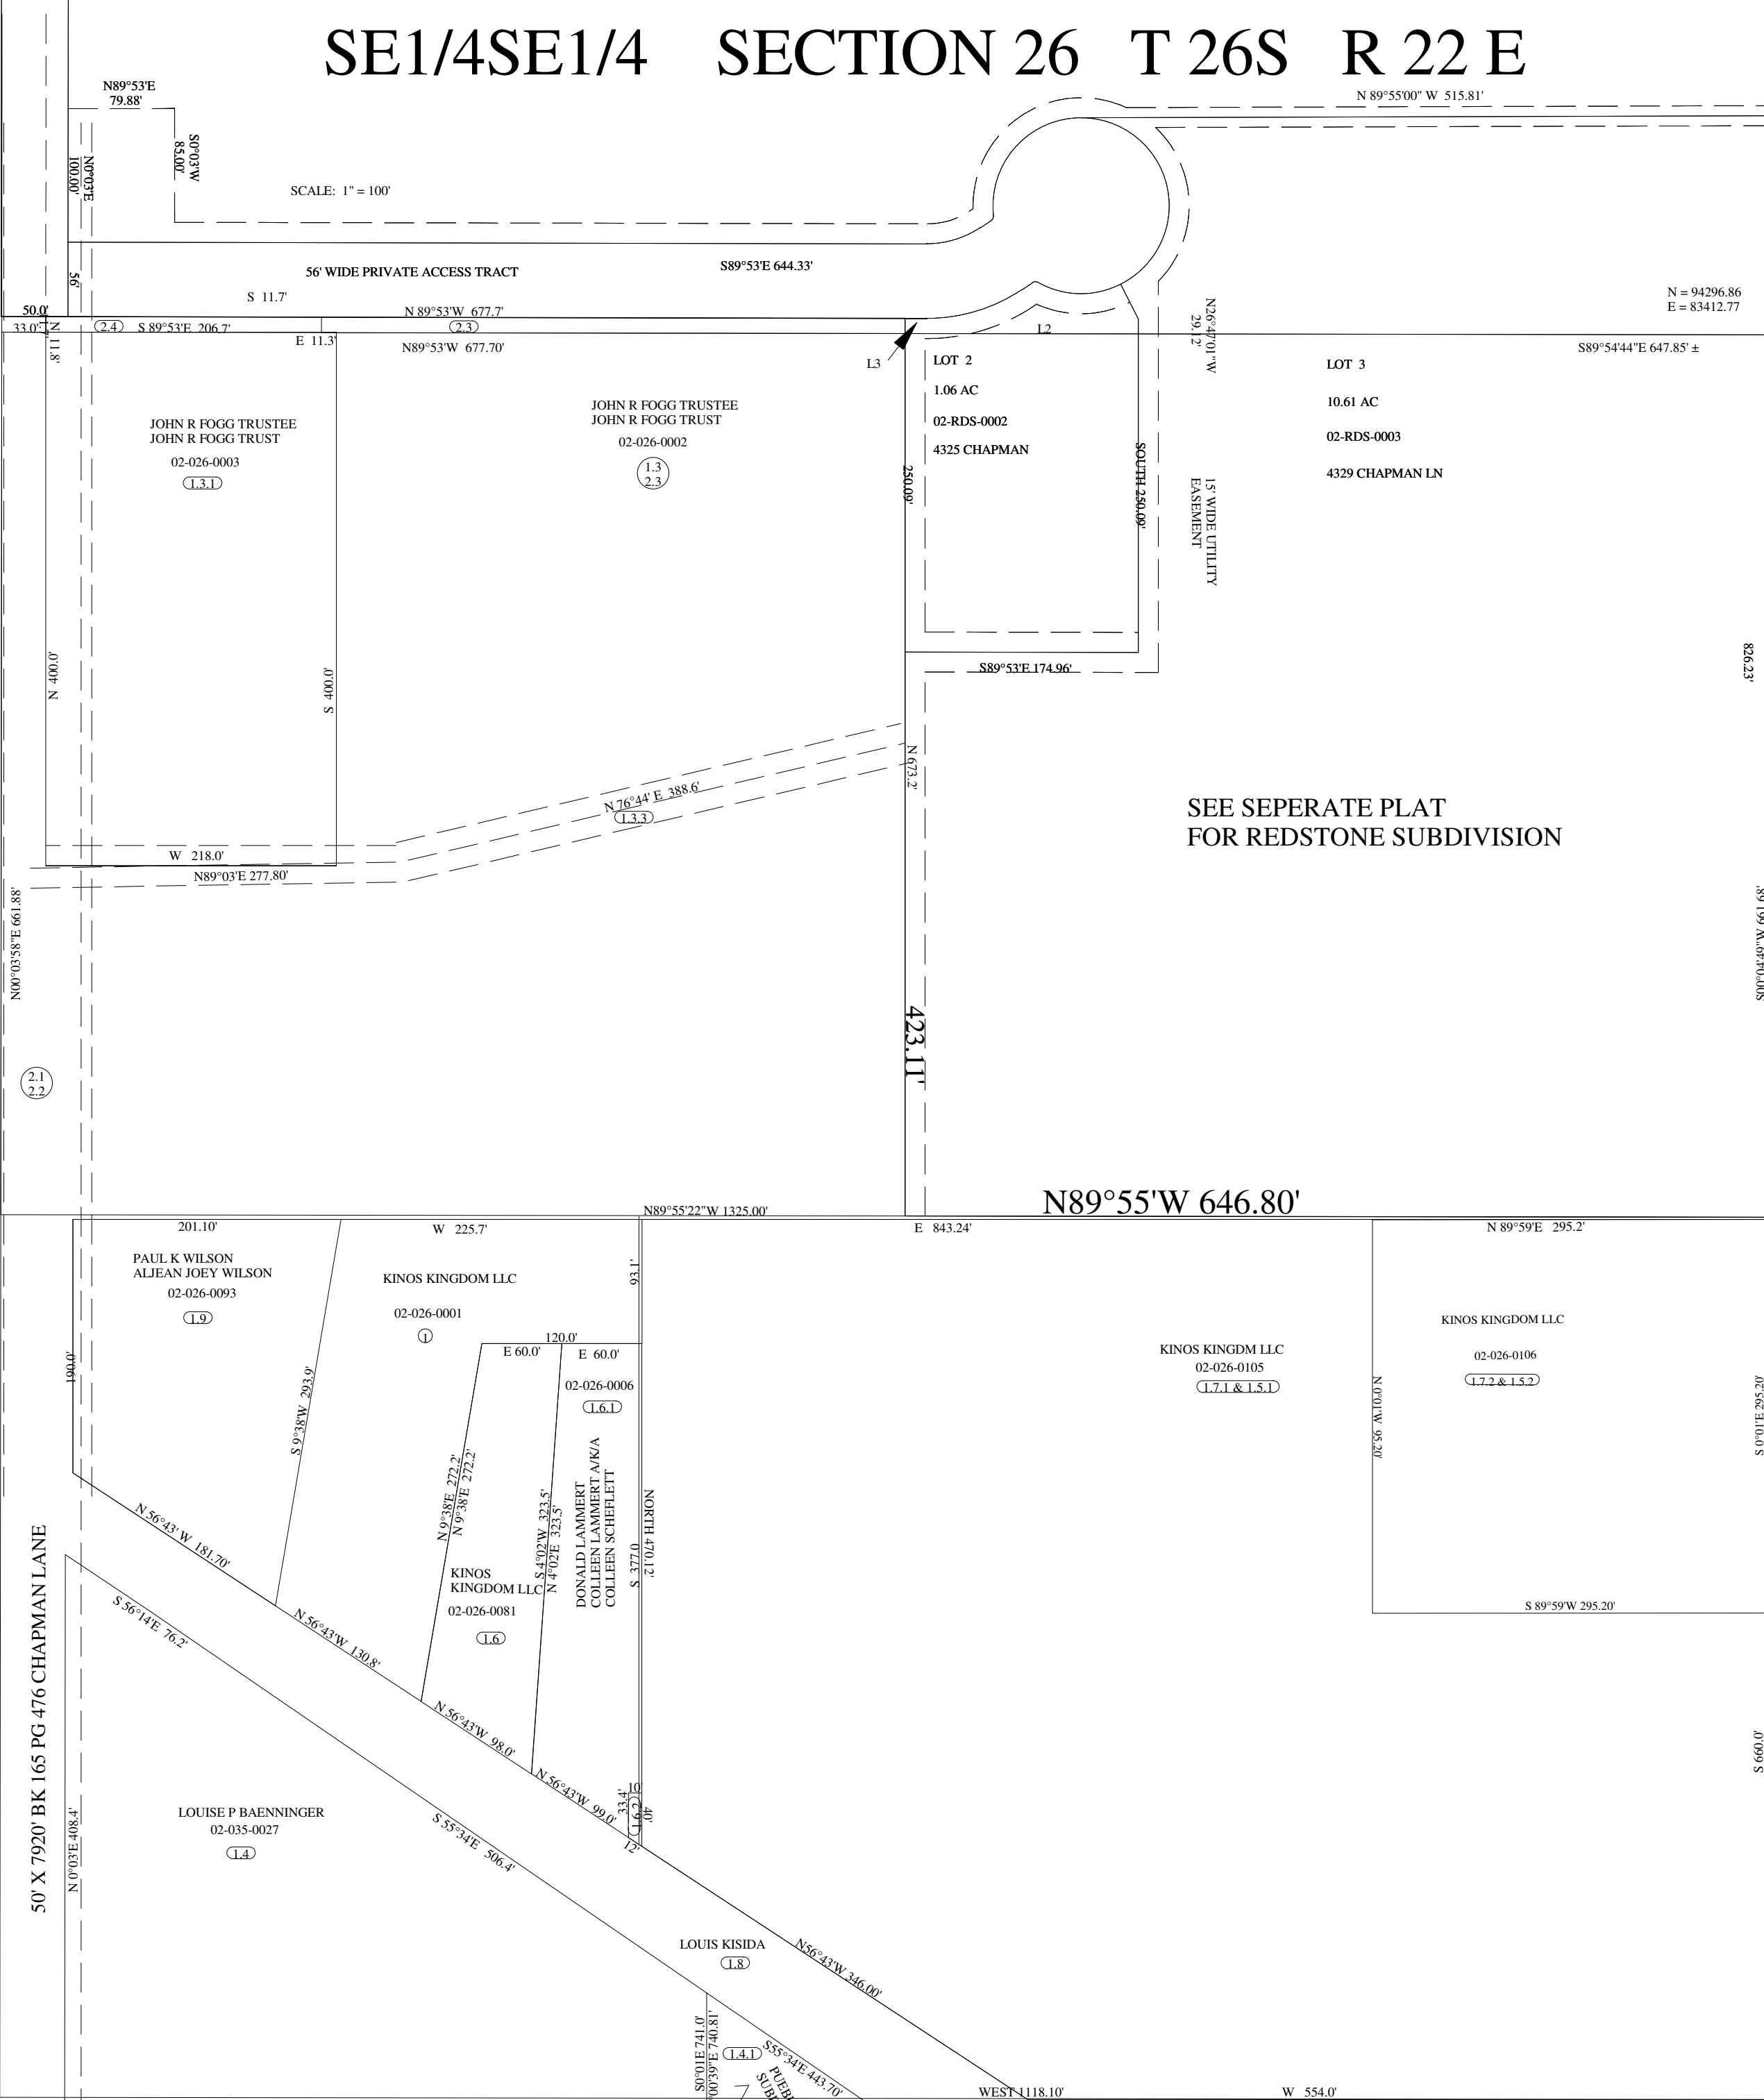 SE1/4SE1/4 SECTION 26 T 26S R 22 E
N89°53'E
79.88'
N 89°55'00" W 515.81'
S0°03'W
85.00'
N0°03'E
100.00'
SCALE: 1" = 100'
56' WIDE PRIVATE ACCESS TRACT
S89°53'E 644.33'
56'
S 11.7'
N = 94296.86
E = 83412.77
50.0'
N 89°53'W 677.7'
33.0'
N 11.8'
2.4
S 89°53'E 206.7'
2.3
E 11.3'
N89°53'W 677.70'
L2
L3
N26°47'01"W
29.12'
S89°54'44"E 647.85' ±
LOT 2
1.06 AC
02-RDS-0002
4325 CHAPMAN
LOT 3
10.61 AC
02-RDS-0003
4329 CHAPMAN LN
JOHN R FOGG TRUSTEE
JOHN R FOGG TRUST
02-026-0003
1.3.1
JOHN R FOGG TRUSTEE
JOHN R FOGG TRUST
02-026-0002
1.3
2.3
250.09'
SOUTH 250.09'
15' WIDE UTILITY
EASEMENT
N 400.0'
S 400.0'
S89°53'E 174.96'
826.23'
N 673.2'
N 76°44' E 388.6'
1.3.3
SEE SEPERATE PLAT
FOR REDSTONE SUBDIVISION
W 218.0'
N89°03'E 277.80'
N00°03'58"E 661.88'
S00°04'46"W 661.68'
423.11'
2.1
2.2
N89°55'W 646.80'
N89°55'22"W 1325.00'
201.10'
W 225.7'
E 843.24'
N 89°59'E 295.2'
PAUL K WILSON
ALJEAN JOEY WILSON
02-026-0093
1.9
KINOS KINGDOM LLC
02-026-0001
1
93.1'
120.0'
E 60.0'
E 60.0'
02-026-0006
1.6.1
KINOS KINGDM LLC
02-026-0105
1.7.1 & 1.5.1
KINOS KINGDOM LLC
02-026-0106
1.7.2 & 1.5.2
190.0'
S 9°38'W 293.9'
N 0°01'W 95.20'
S 0°01'E 295.20'
N 9°38'E 272.2'
N 9°38'E 272.2'
S 4°02'W 323.5'
N 4°02'E 323.5'
DONALD LAMMERT
COLLEEN LAMMERT A/K/A
COLLEEN SCHEFLETT
S 377.0
NORTH 470.12'
N 56°43' W 181.70'
KINOS
KINGDOM LLC
02-026-0081
1.6
S 89°59'W 295.20'
50' X 7920' BK 165 PG 476 CHAPMAN LANE
S 56°14'E 76.2'
N 56°43'W 130.8'
N 56°43'W 98.0'
N 56°43'W 99.0'
10'
33.4'
1.6.2
40'
12'
S 660.0'
LOUISE P BAENNINGER
02-035-0027
1.4
N 0°03'E 408.4'
S 55°34'E 506.4'
LOUIS KISIDA
1.8
N56°43'W 346.00'
S0°01E 741.0'
00'39"E 740.81'
1.4.1
S55°34'E 443.70'
WEST 1118.10'
W 554.0'